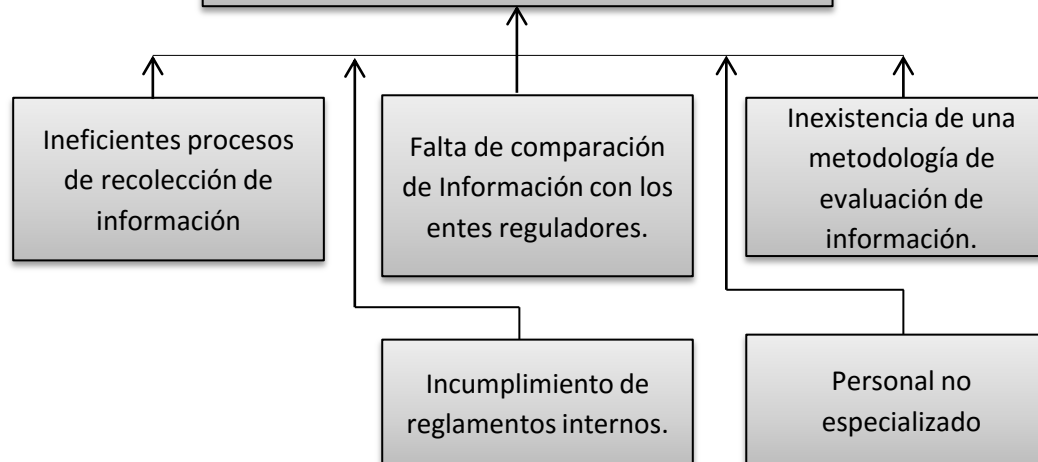 Ineficientes procesos
de recolección de
información
Falta de comparación
de Información con los
entes reguladores.
Inexistencia de una
metodología de
evaluación de
información.
Incumplimiento de
reglamentos internos.
Personal no
especializado